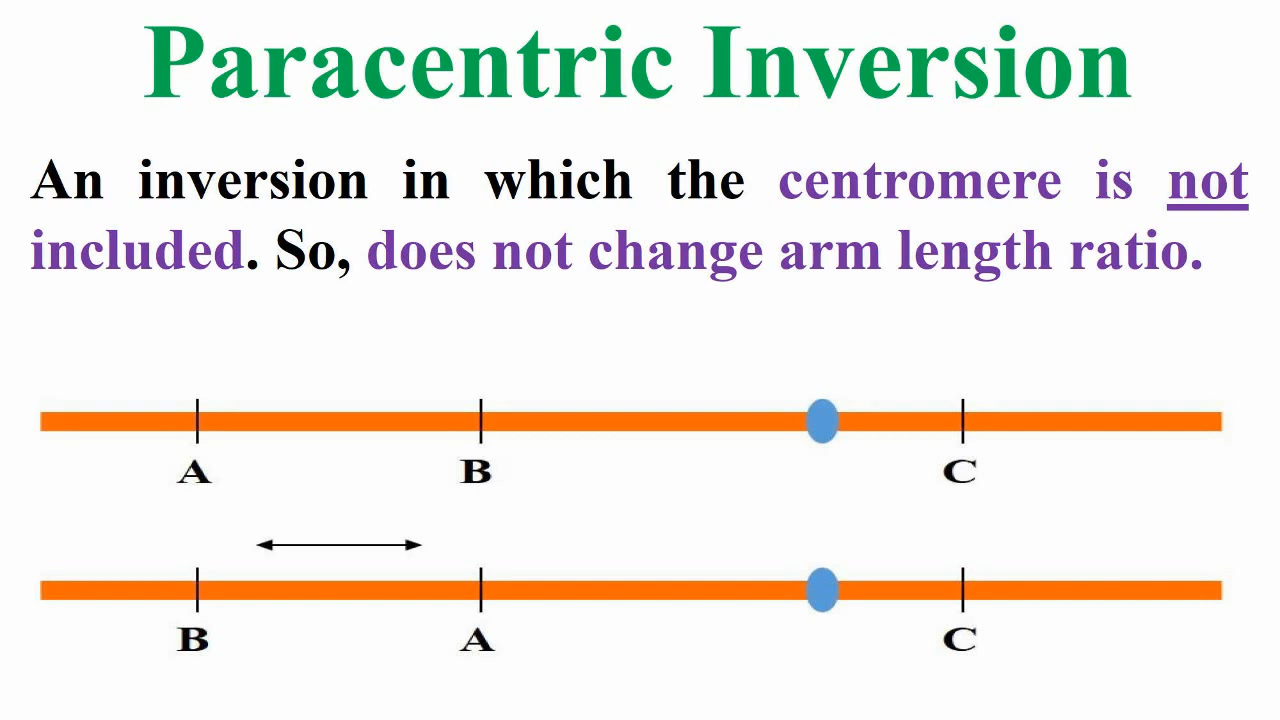 Paracentric Inversion
An inversion in which the centromere is not
included. So, does not change arm length ratio.
A B C
B A C